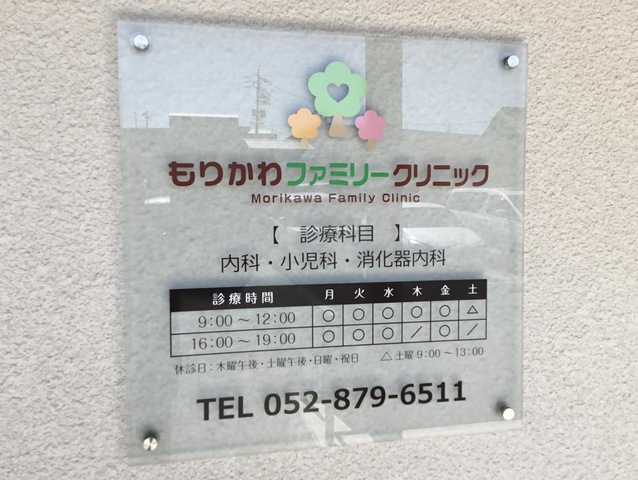 もりかわファミリークリニック
Morikawa Family Clinic
【 診療科目 】
内科・小児科・消化器内科
診療時間 月 火 水 木 金 土
9:00～12:00 ○ ○ ○ ○ ○ △
16:00～19:00 ○ ○ ○ ／ ○ ／
休診日：木曜午後・土曜午後・日曜・祝日 △土曜 9:00～13:00
TEL 052-879-6511